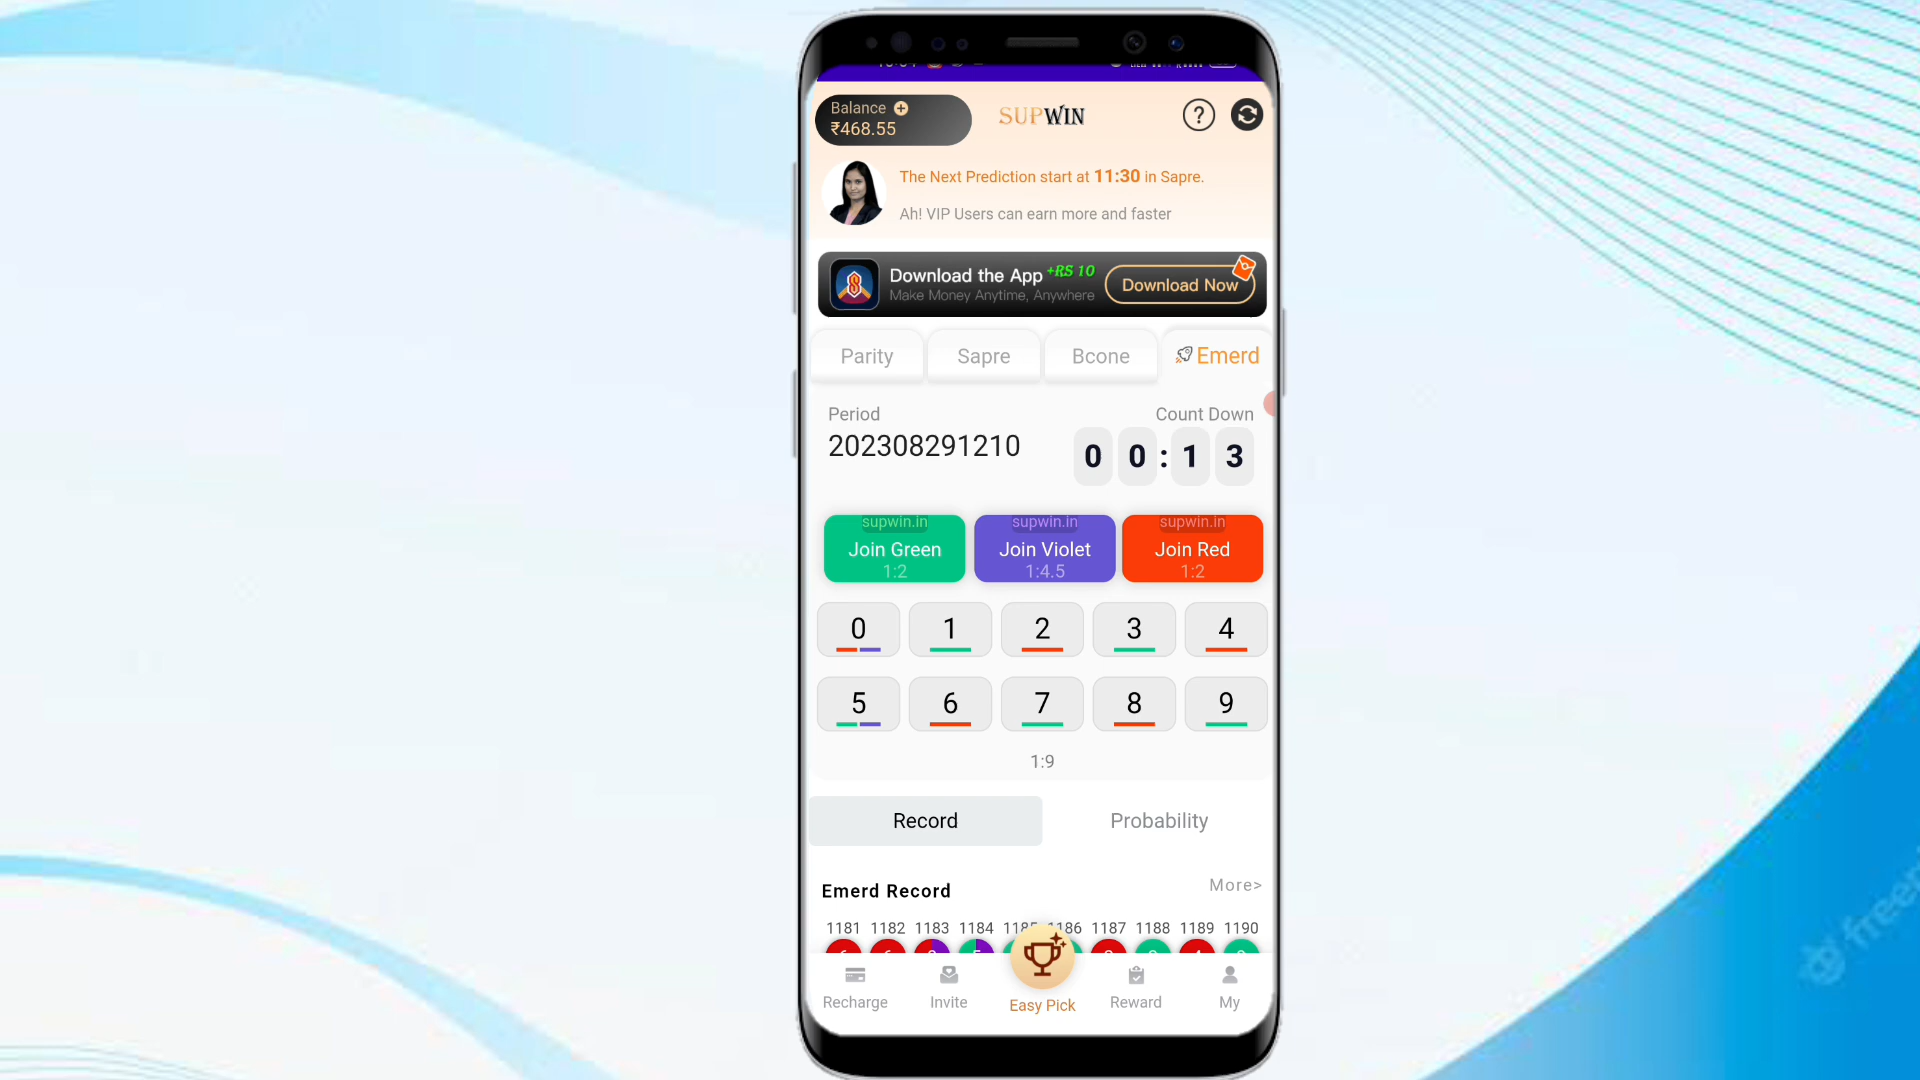 Balance
₹468.55
SUPWIN
The Next Prediction start at 11:30 in Sapre.
Ah! VIP Users can earn more and faster
Download the App +RS 10
Make Money Anytime, Anywhere
Download Now
Parity Sapre Bcone Emerd
Period
Count Down
202308291210
0 0 : 1 3
supwin.in supwin.in supwin.in
Join Green Join Violet Join Red
1:2 1:4.5 1:2
0 1 2 3 4
5 6 7 8 9
1:9
Record Probability
Emerd Record
More>
1181 1182 1183 1184 1185 1186 1187 1188 1189 1190
Recharge Invite Easy Pick Reward My